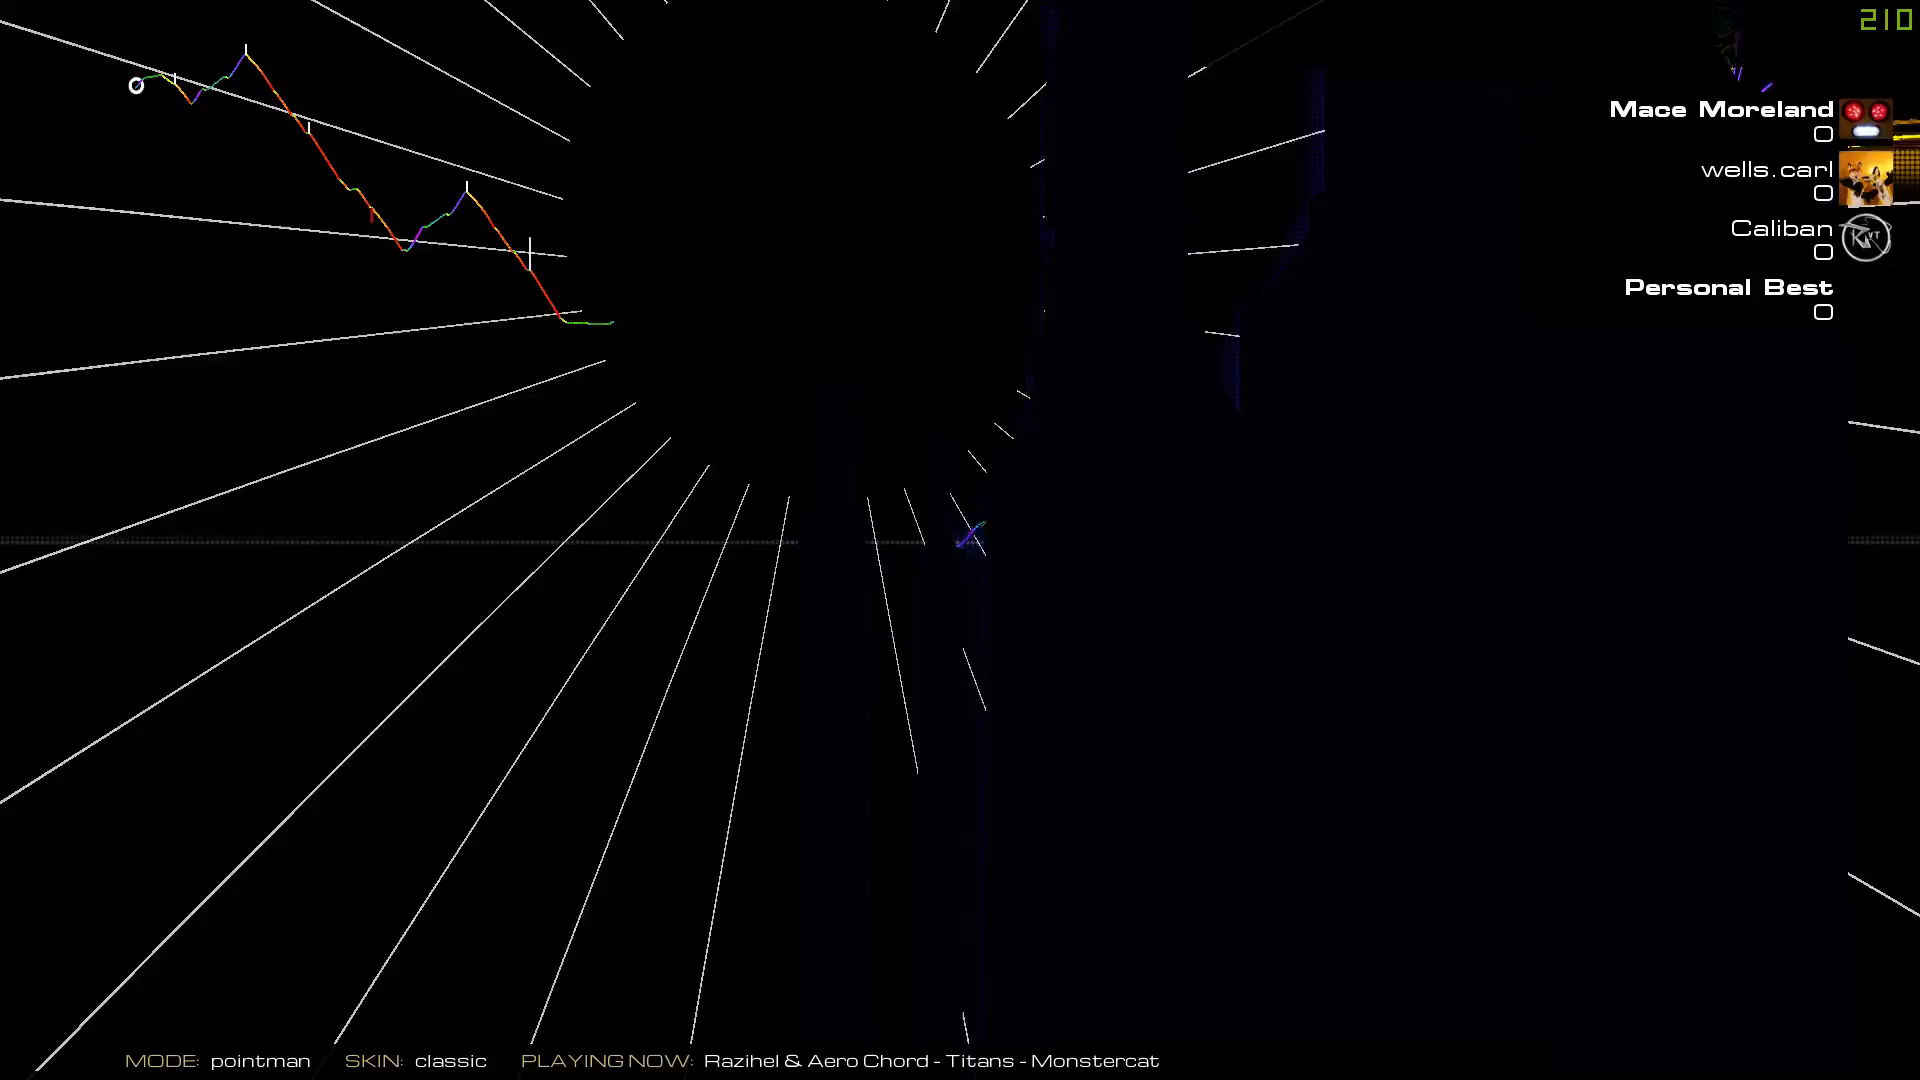 210
Mace Moreland
0
wells.carl
0
Caliban
0
Personal Best
0
MODE: pointman SKIN: classic PLAYING NOW: Razihel & Aero Chord - Titans - Monstercat